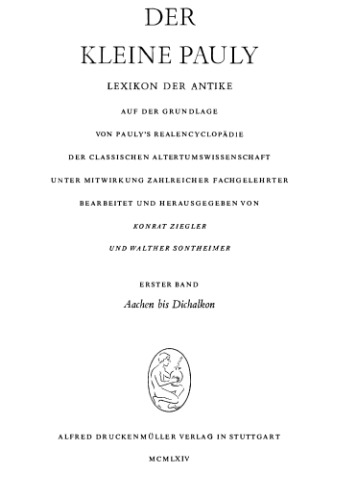 DER
KLEINE PAULY
LEXIKON DER ANTIKE
AUF DER GRUNDLAGE
VON PAULY'S REALENCYCLOPÄDIE
DER CLASSISCHEN ALTERTUMSWISSENSCHAFT
UNTER MITWIRKUNG ZAHLREICHER FACHGELEHRTER
BEARBEITET UND HERAUSGEGEBEN VON
KONRAT ZIEGLER
UND WALTHER SONTHEIMER
ERSTER BAND
Aachen bis Dichalkon
ALFRED DRUCKENMÜLLER VERLAG IN STUTTGART
MCMLXIV